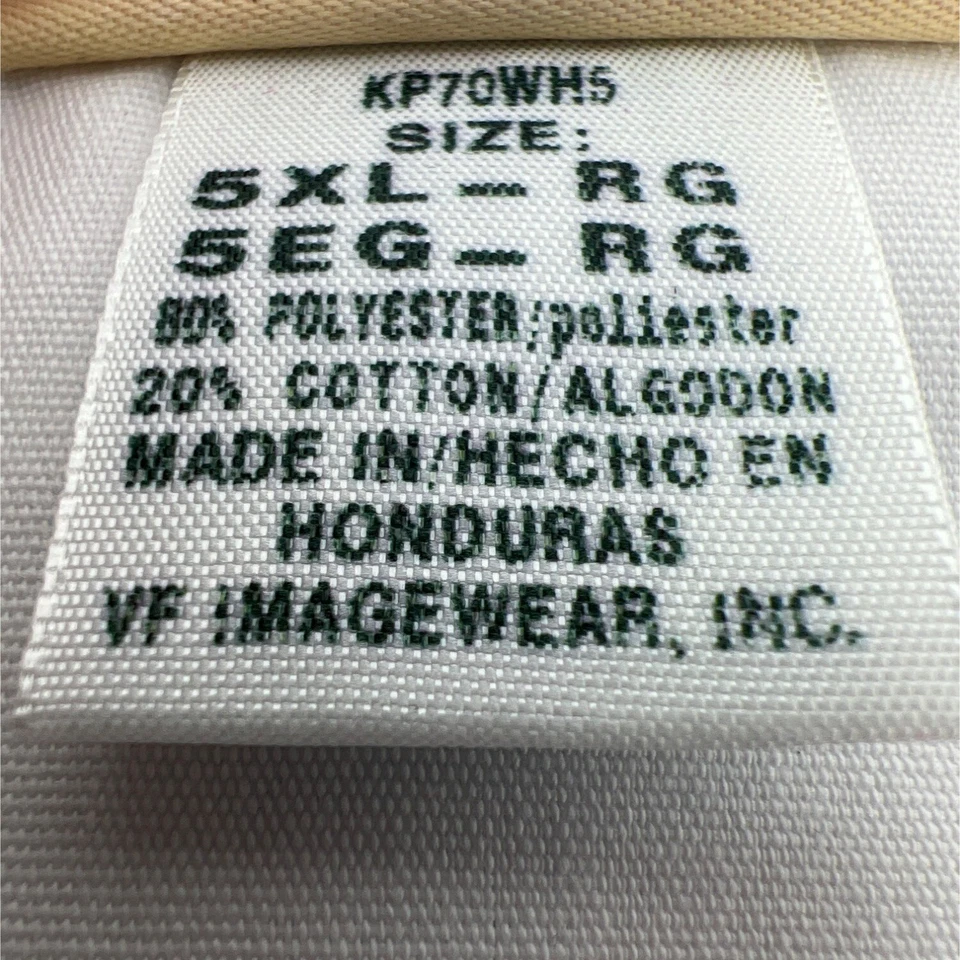 KP70WH5
SIZE:
5XL- RG
5EG- RG
80% POLYESTER/poliester
20% COTTON/ALGODON
MADE IN/HECHO EN
HONDURAS
VF IMAGEWEAR, INC.